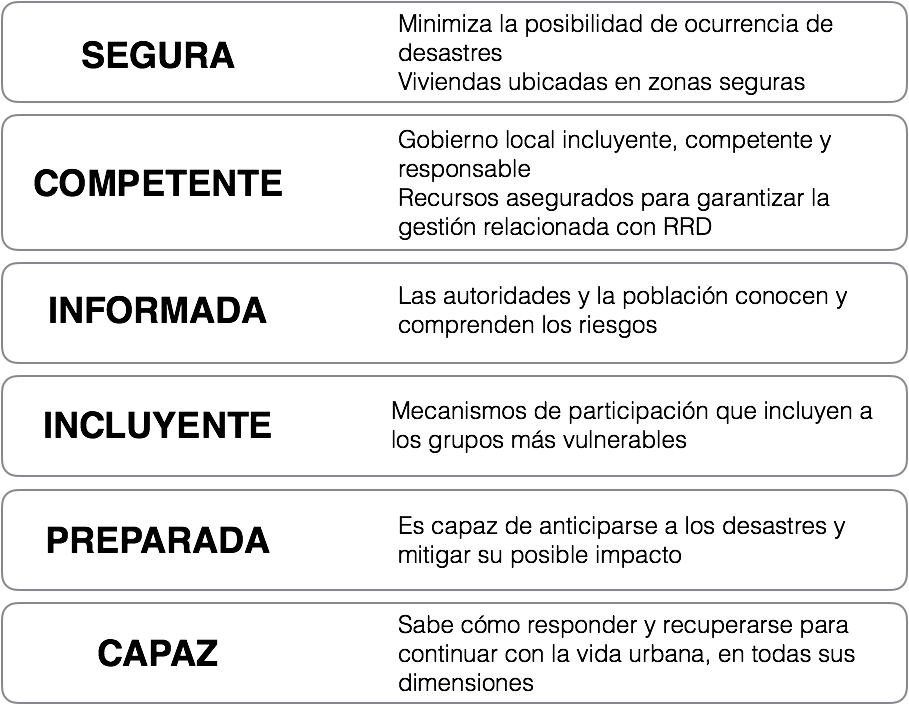 SEGURA
Minimiza la posibilidad de ocurrencia de
desastres
Viviendas ubicadas en zonas seguras
COMPETENTE
Gobierno local incluyente, competente y
responsable
Recursos asegurados para garantizar la
gestión relacionada con RRD
INFORMADA
Las autoridades y la población conocen y
comprenden los riesgos
INCLUYENTE
Mecanismos de participación que incluyen a
los grupos más vulnerables
PREPARADA
Es capaz de anticiparse a los desastres y
mitigar su posible impacto
CAPAZ
Sabe cómo responder y recuperarse para
continuar con la vida urbana, en todas sus
dimensiones